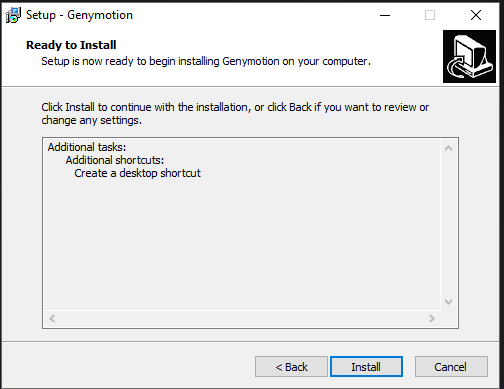 Setup - Genymotion
Ready to Install
Setup is now ready to begin installing Genymotion on your computer.
Click Install to continue with the installation, or click Back if you want to review or
change any settings.
Additional tasks:
Additional shortcuts:
Create a desktop shortcut
< Back
Install
Cancel